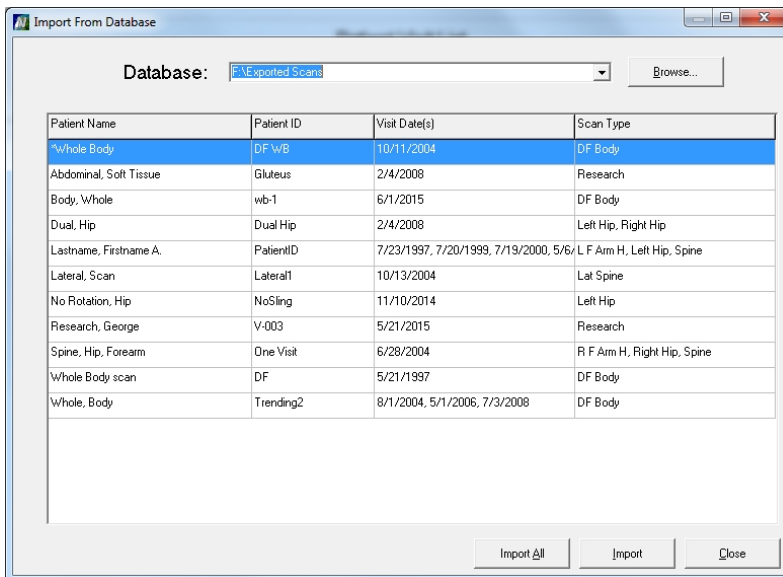 Import From Database
Database: F:\Exported Scans Browse...
Patient Name Patient ID Visit Date(s) Scan Type
*Whole Body DF WB 10/11/2004 DF Body
Abdominal, Soft Tissue Gluteus 2/4/2008 Research
Body, Whole wb-1 6/1/2015 DF Body
Dual, Hip Dual Hip 2/4/2008 Left Hip, Right Hip
Lastname, Firstname A. PatientID 7/23/1997, 7/20/1999, 7/19/2000, 5/6/ L F Arm H, Left Hip, Spine
Lateral, Scan Lateral1 10/13/2004 Lat Spine
No Rotation, Hip NoSling 11/10/2014 Left Hip
Research, George V-003 5/21/2015 Research
Spine, Hip, Forearm One Visit 6/28/2004 R F Arm H, Right Hip, Spine
Whole Body scan DF 5/21/1997 DF Body
Whole, Body Trending2 8/1/2004, 5/1/2006, 7/3/2008 DF Body
Import All Import Close